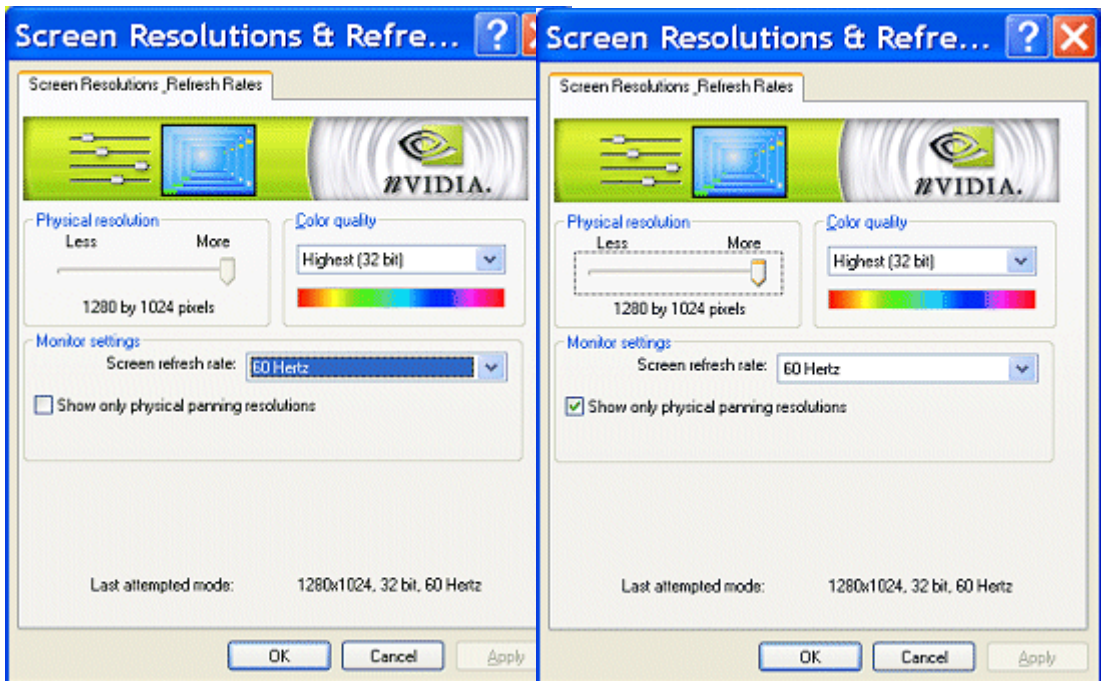 Screen Resolutions & Refre...
Screen Resolutions _Refresh Rates
nVIDIA.
Physical resolution
Less More
1280 by 1024 pixels
Color quality
Highest (32 bit)
Monitor settings
Screen refresh rate: 60 Hertz
Show only physical panning resolutions
Last attempted mode: 1280x1024, 32 bit, 60 Hertz
OK Cancel Apply
Screen Resolutions & Refre...
Screen Resolutions _Refresh Rates
nVIDIA.
Physical resolution
Less More
1280 by 1024 pixels
Color quality
Highest (32 bit)
Monitor settings
Screen refresh rate: 60 Hertz
Show only physical panning resolutions
Last attempted mode: 1280x1024, 32 bit, 60 Hertz
OK Cancel Apply